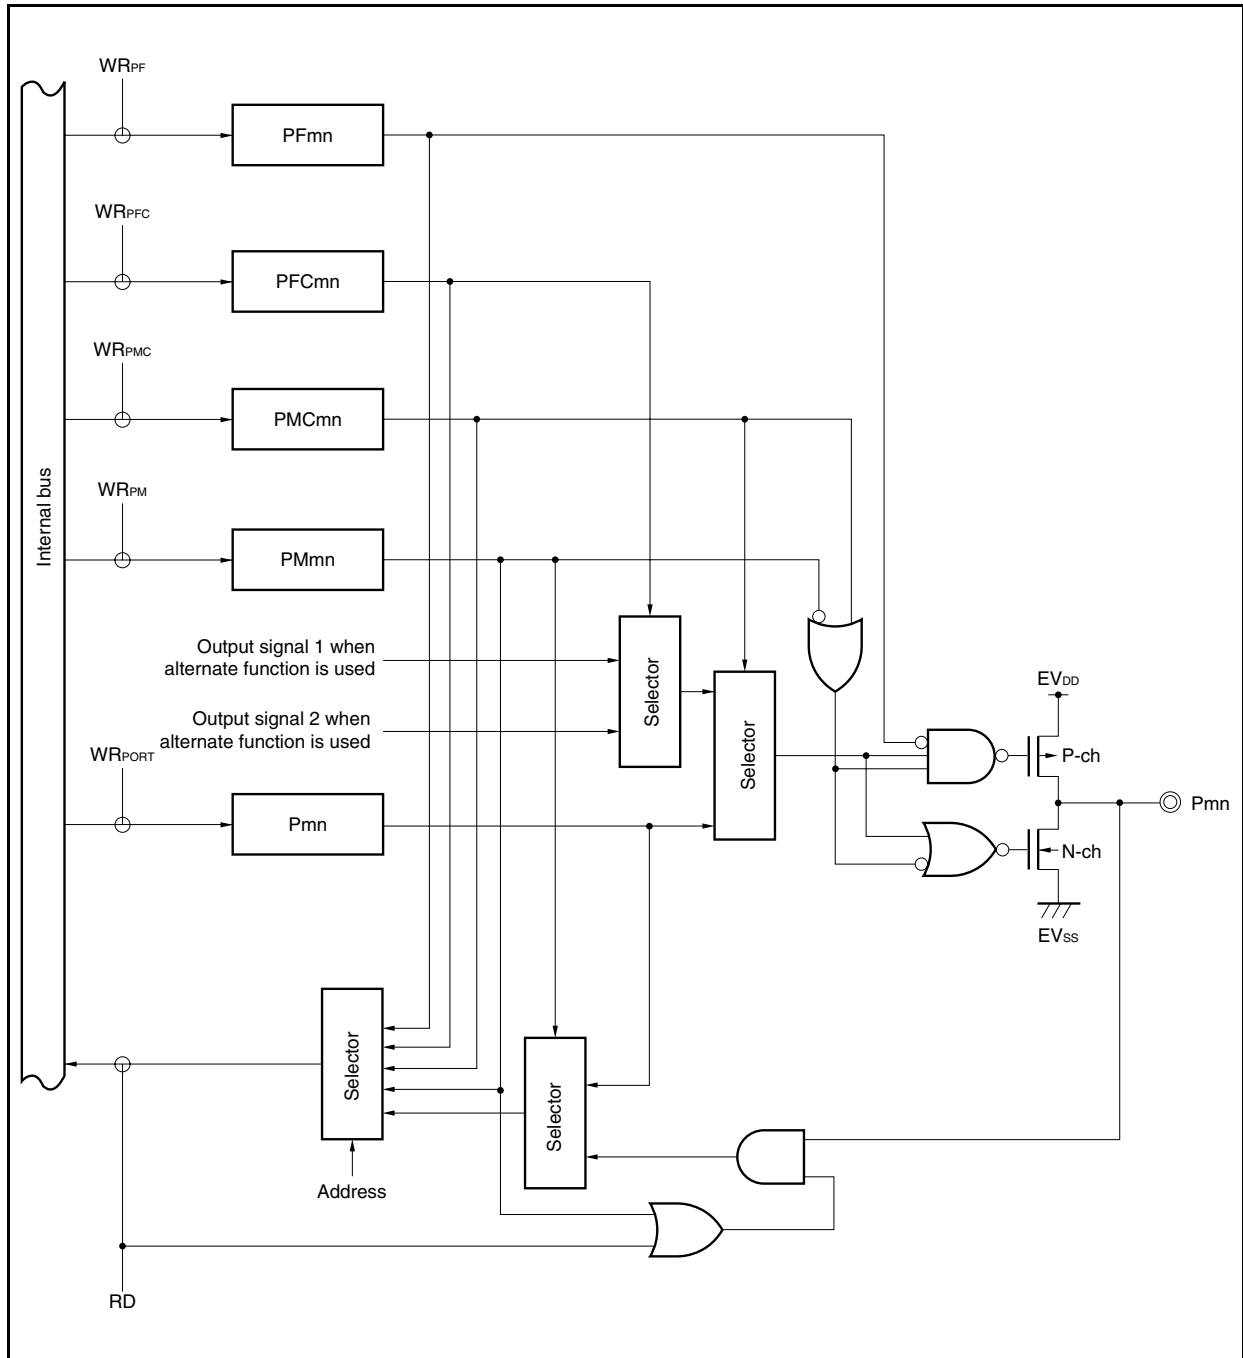 WRPF
PFmn
WRPFC
PFCmn
WRPMC
PMCmn
Internal bus
WRPM
PMmn
Output signal 1 when
alternate function is used
Selector
Output signal 2 when
alternate function is used
Selector
EVDD
P-ch
WRPORT
Pmn
Pmn
N-ch
EVSS
Selector
Selector
Address
RD